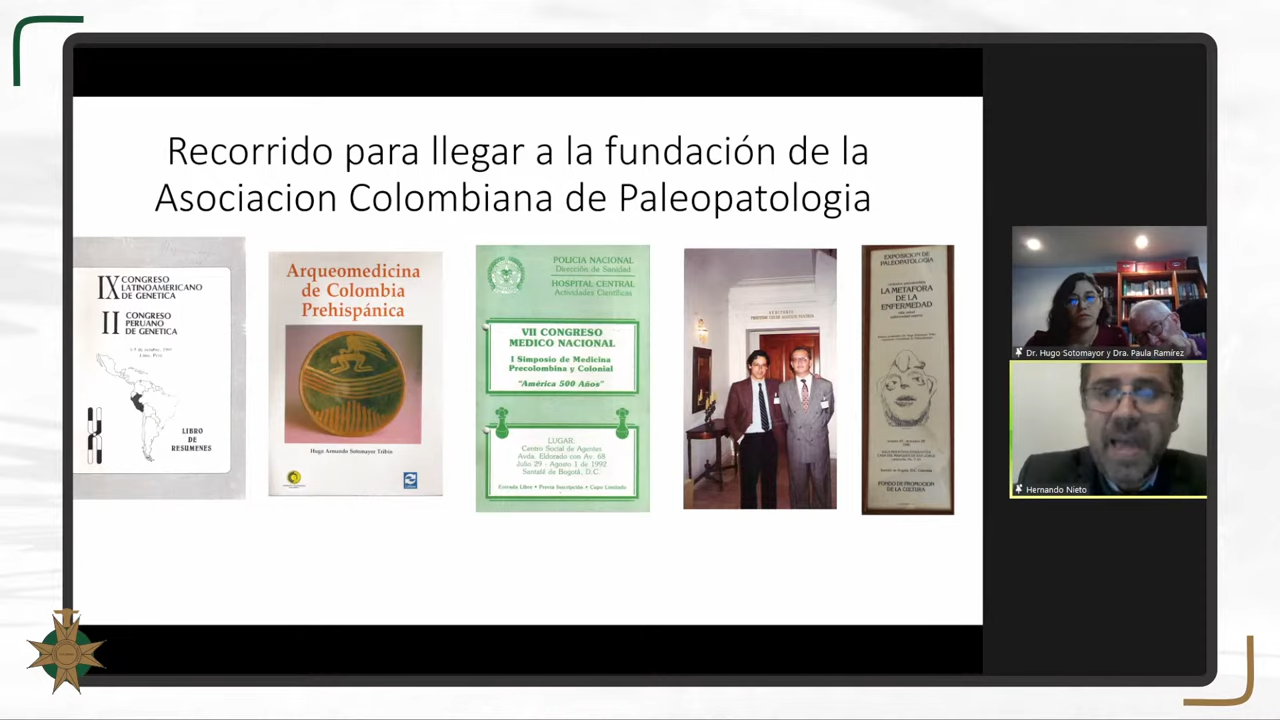 Recorrido para llegar a la fundación de la
Asociacion Colombiana de Paleopatologia
IX CONGRESO
LATINOAMERICANO
DE GENETICA
II CONGRESO
PERUANO
DE GENETICA
LIBRO
DE
RESUMENES
Arqueomedicina
de Colombia
Prehispánica
Hugo Armando Sotomayor Tribín
POLICIA NACIONAL
Dirección de Sanidad
HOSPITAL CENTRAL
Actividades Científicas
VII CONGRESO
MEDICO NACIONAL
I Simposio de Medicina
Precolombina y Colonial
"América 500 Años"
LUGAR:
Centro Social de Agentes
Avda. Eldorado con Av. 68
Julio 29 - Agosto 1 de 1992
Santafé de Bogotá, D.C.
Entrada Libre • Previa Inscripción • Cupo Limitado
AUDITORIO
EXPOSICION DE
PALEOPATOLOGIA
LA METAFORA
DE LA
ENFERMEDAD
FONDO DE PROMOCION
DE LA CULTURA
Dr. Hugo Sotomayor y Dra. Paula Ramírez
Hernando Nieto